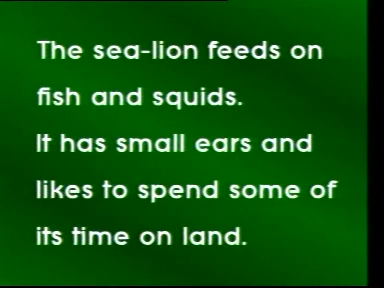 The sea-lion feeds on
fish and squids.
It has small ears and
likes to spend some of
its time on land.